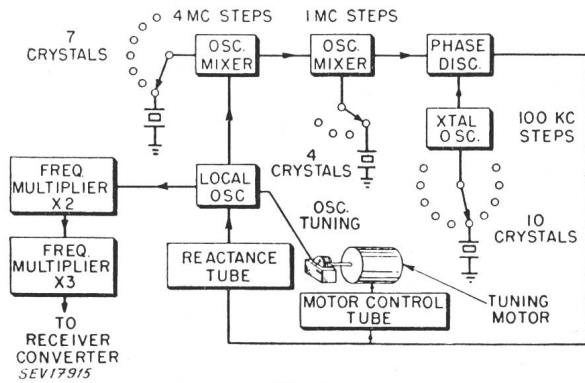 4 MC STEPS
1 MC STEPS
7
CRYSTALS
OSC.
MIXER
OSC.
MIXER
PHASE
DISC.
XTAL
OSC.
100 KC
STEPS
4
CRYSTALS
FREQ.
MULTIPLIER
X2
LOCAL
OSC
OSC.
TUNING
10
CRYSTALS
FREQ.
MULTIPLIER
X3
REACTANCE
TUBE
MOTOR CONTROL
TUBE
TUNING
MOTOR
TO
RECEIVER
CONVERTER
SEV17915